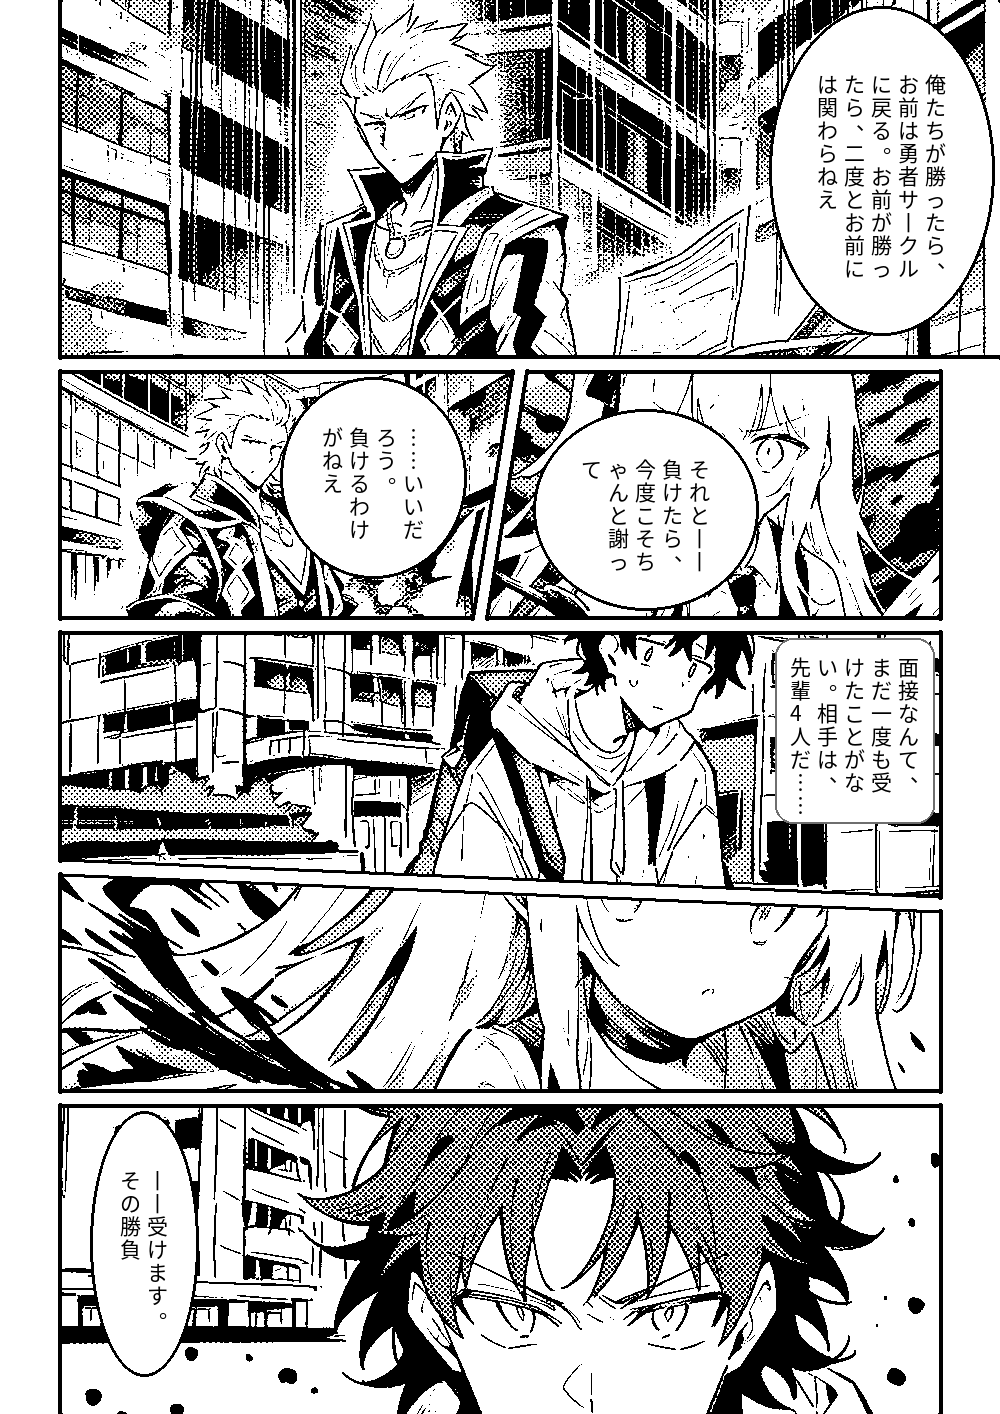 俺たちが勝ったら、
お前は勇者サークル
に戻る。お前が勝っ
たら、二度とお前に
は関わらねえ
それと――
負けたら、
今度こそち
ゃんと謝っ
て
……いいだ
ろう。
負けるわけ
がねえ
面接なんて、
まだ一度も受
けたことがな
い。相手は、
先輩4人だ……
――受けます。
その勝負